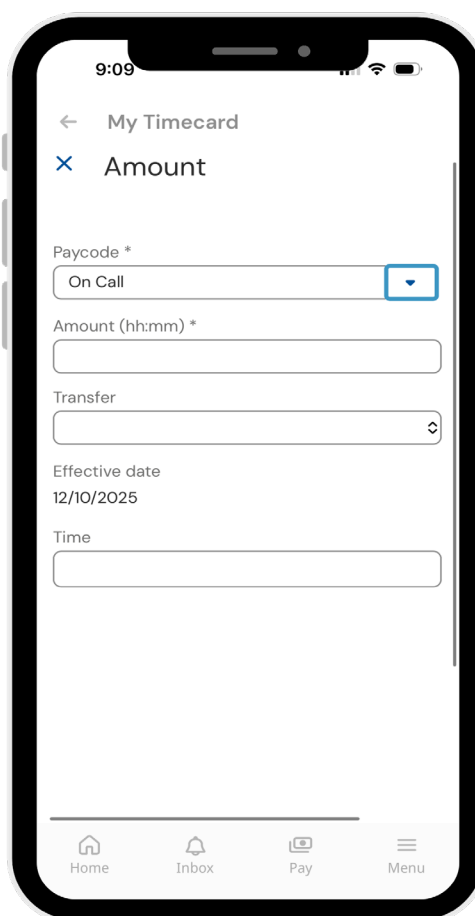 9:09
My Timecard
Amount
Paycode *
On Call
Amount (hh:mm) *
Transfer
Effective date
12/10/2025
Time
Home Inbox Pay Menu